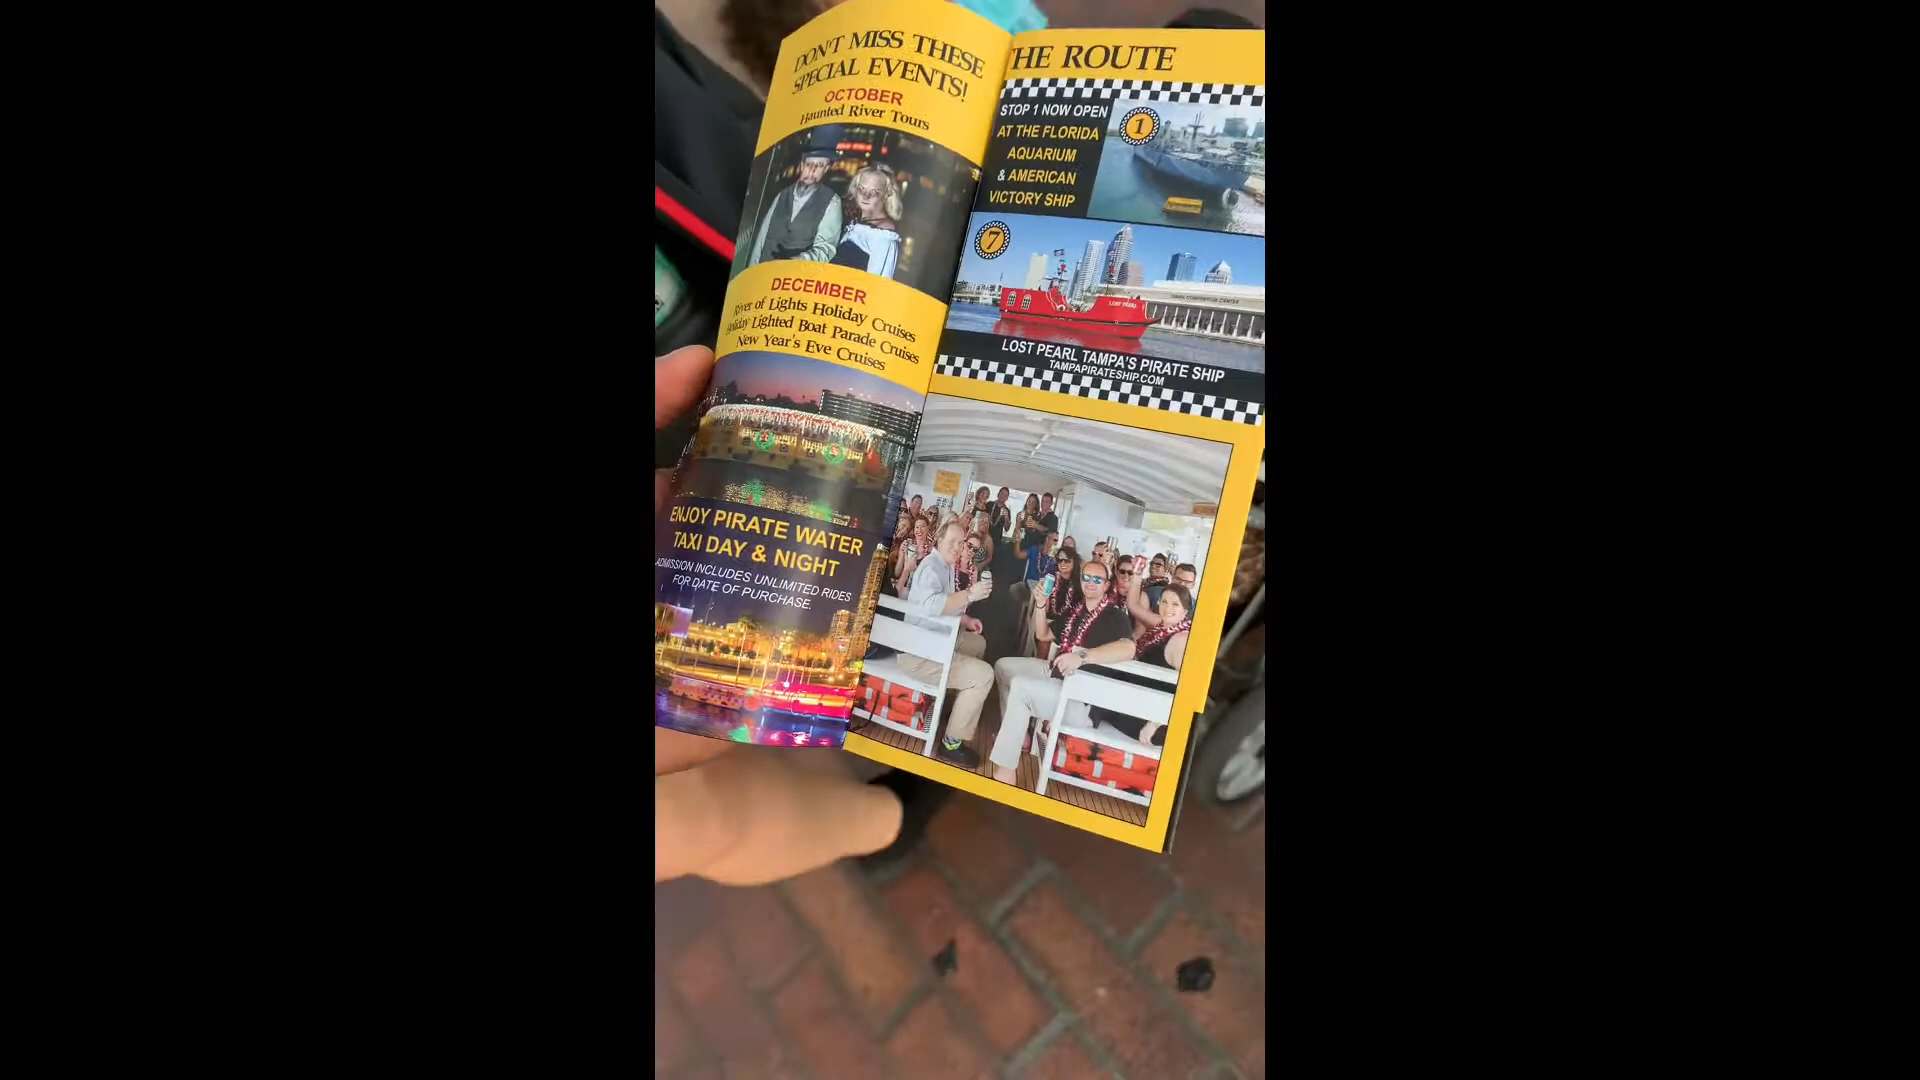 DON'T MISS THESE
SPECIAL EVENTS!
OCTOBER
Haunted River Tours
DECEMBER
River of Lights Holiday Cruises
Holiday Lighted Boat Parade Cruises
New Year's Eve Cruises
ENJOY PIRATE WATER
TAXI DAY & NIGHT
ADMISSION INCLUDES UNLIMITED RIDES
FOR DATE OF PURCHASE.
THE ROUTE
STOP 1 NOW OPEN
AT THE FLORIDA
AQUARIUM
& AMERICAN
VICTORY SHIP
1
7
LOST PEARL
LOST PEARL TAMPA'S PIRATE SHIP
TAMPAPIRATESHIP.COM